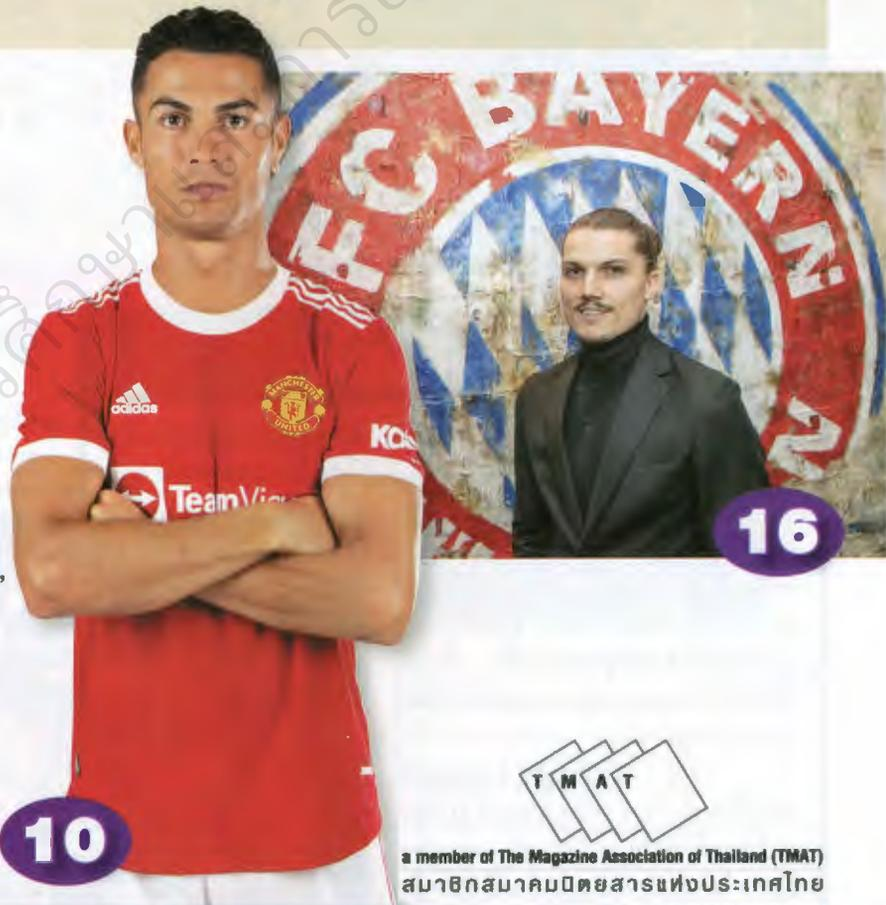 FC BAYERN
adidas
MANCHESTER
UNITED
TeamVie
16
10
T M A T
a member of The Magazine Association of Thailand (TMAT)
สมาชิกสมาคมนิตยสารแห่งประเทศไทย